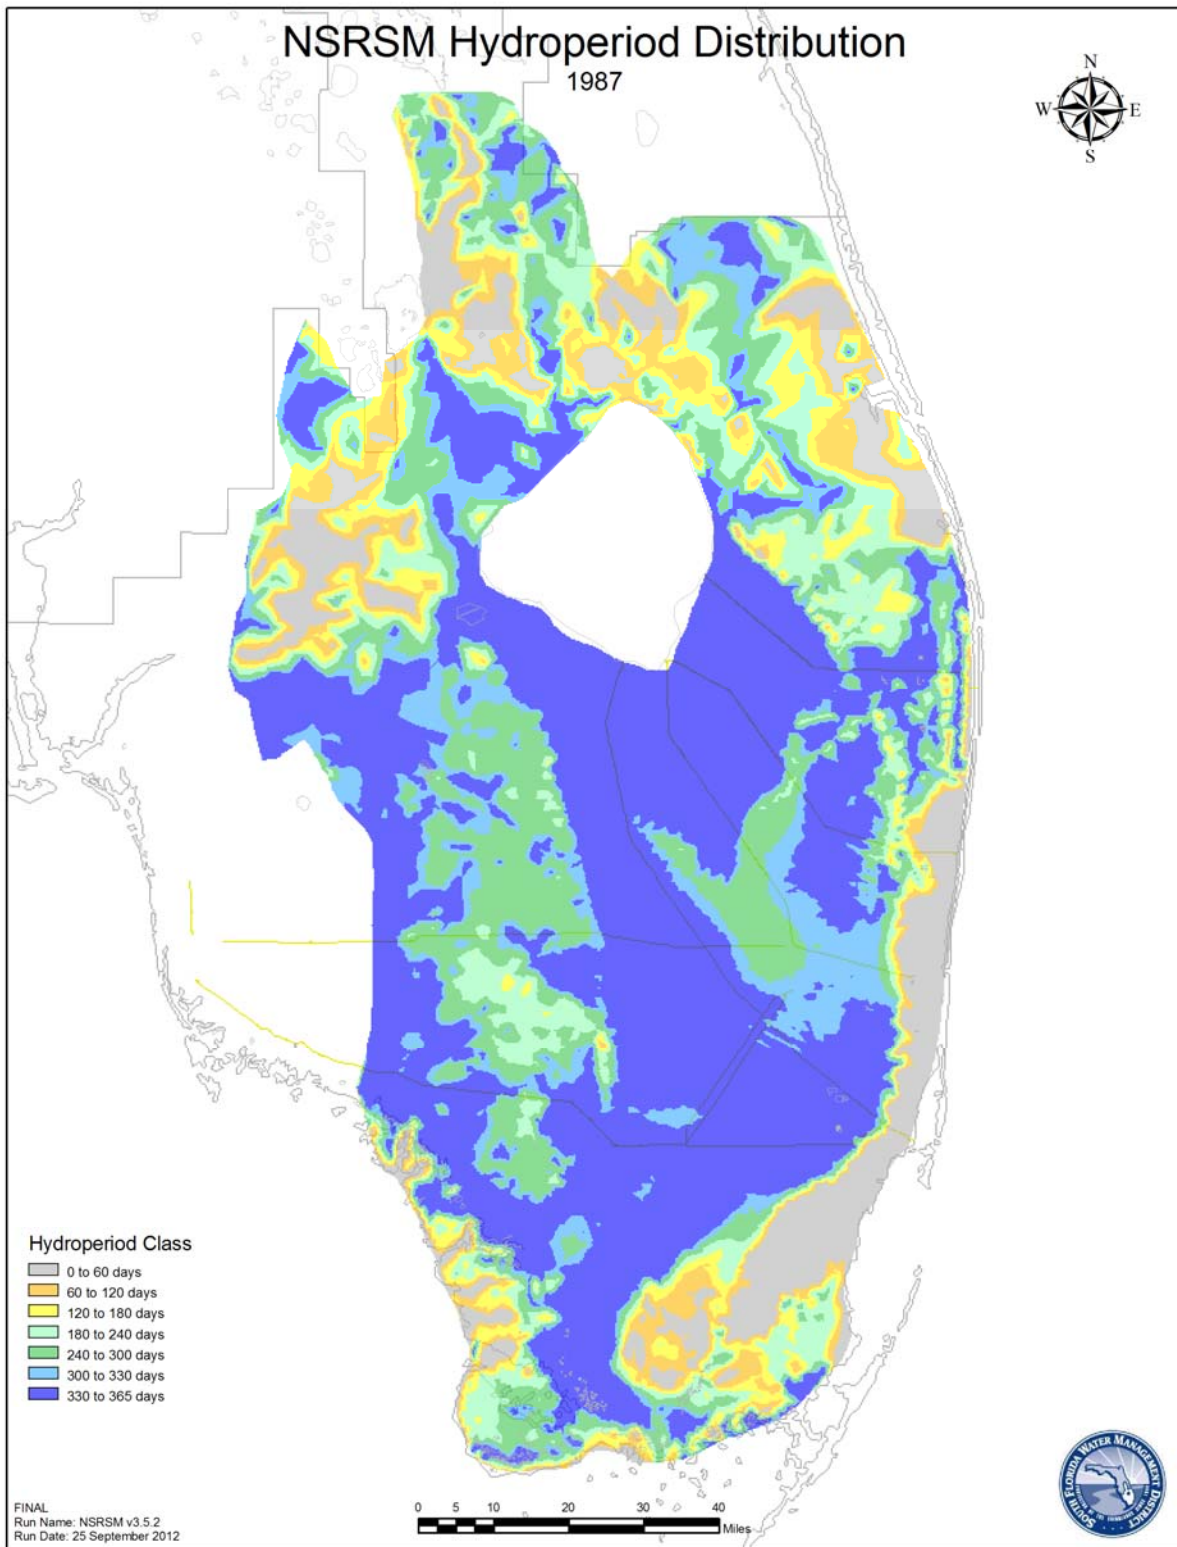 NSRSM Hydroperiod Distribution
1987
N
W E
S
Hydroperiod Class
0 to 60 days
60 to 120 days
120 to 180 days
180 to 240 days
240 to 300 days
300 to 330 days
330 to 365 days
FINAL
Run Name: NSRSM v3.5.2
Run Date: 25 September 2012
0 5 10 20 30 40
Miles
SOUTH FLORIDA WATER MANAGEMENT DISTRICT